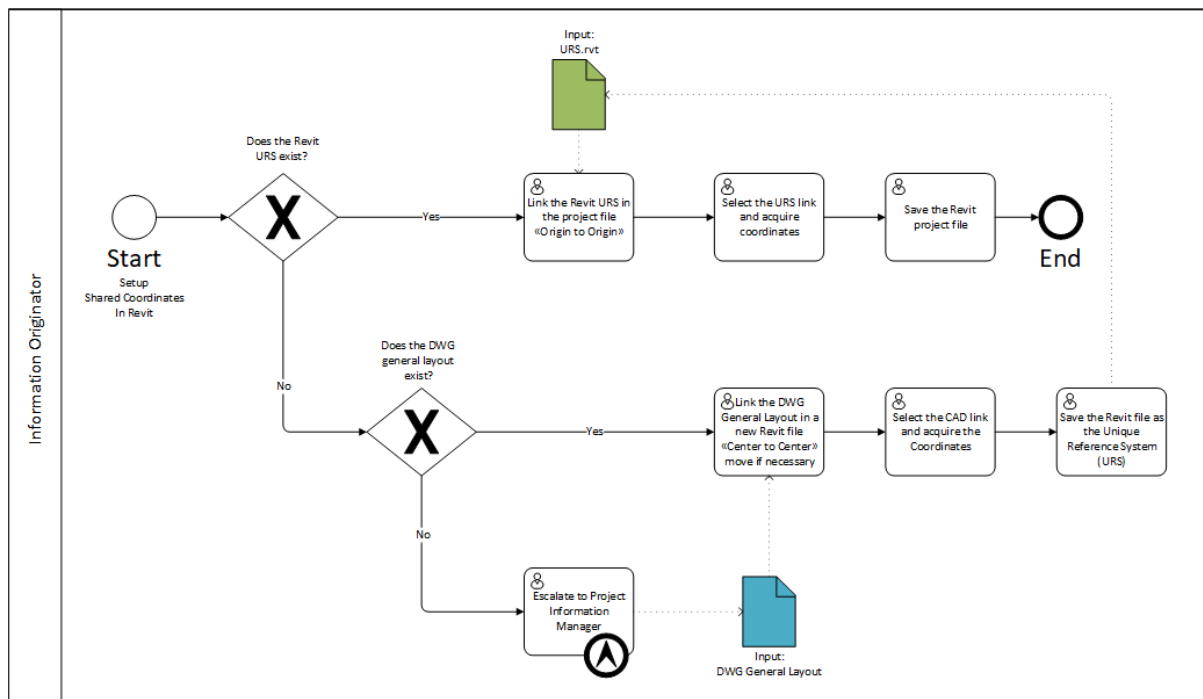 Information Originator
Input:
URS.rvt
Does the Revit
URS exist?
X
Start
Setup
Shared Coordinates
In Revit
Yes
Link the Revit URS in
the project file
«Origin to Origin»
Select the URS link
and acquire
coordinates
Save the Revit
project file
End
No
Does the DWG
general layout
exist?
X
Yes
Link the DWG
General Layout in a
new Revit file
«Center to Center»
move if necessary
Select the CAD link
and acquire the
Coordinates
Save the Revit file as
the Unique
Reference System
(URS)
No
Escalate to Project
Information
Manager
Input:
DWG General Layout